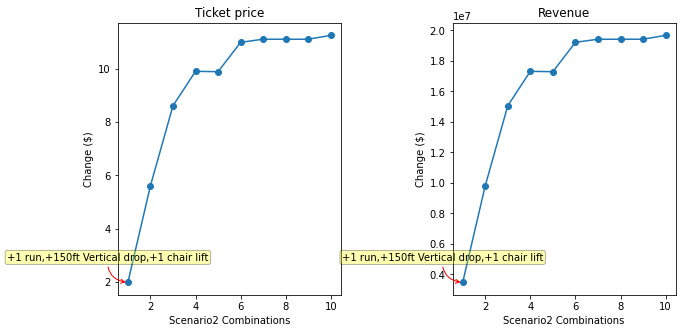 Ticket price
Change ($)
10
8
6
4
2
+1 run,+150ft Vertical drop,+1 chair lift
2 4 6 8 10
Scenario2 Combinations
Revenue
1e7
Change ($)
2.0
1.8
1.6
1.4
1.2
1.0
0.8
0.6
0.4
+1 run,+150ft Vertical drop,+1 chair lift
2 4 6 8 10
Scenario2 Combinations